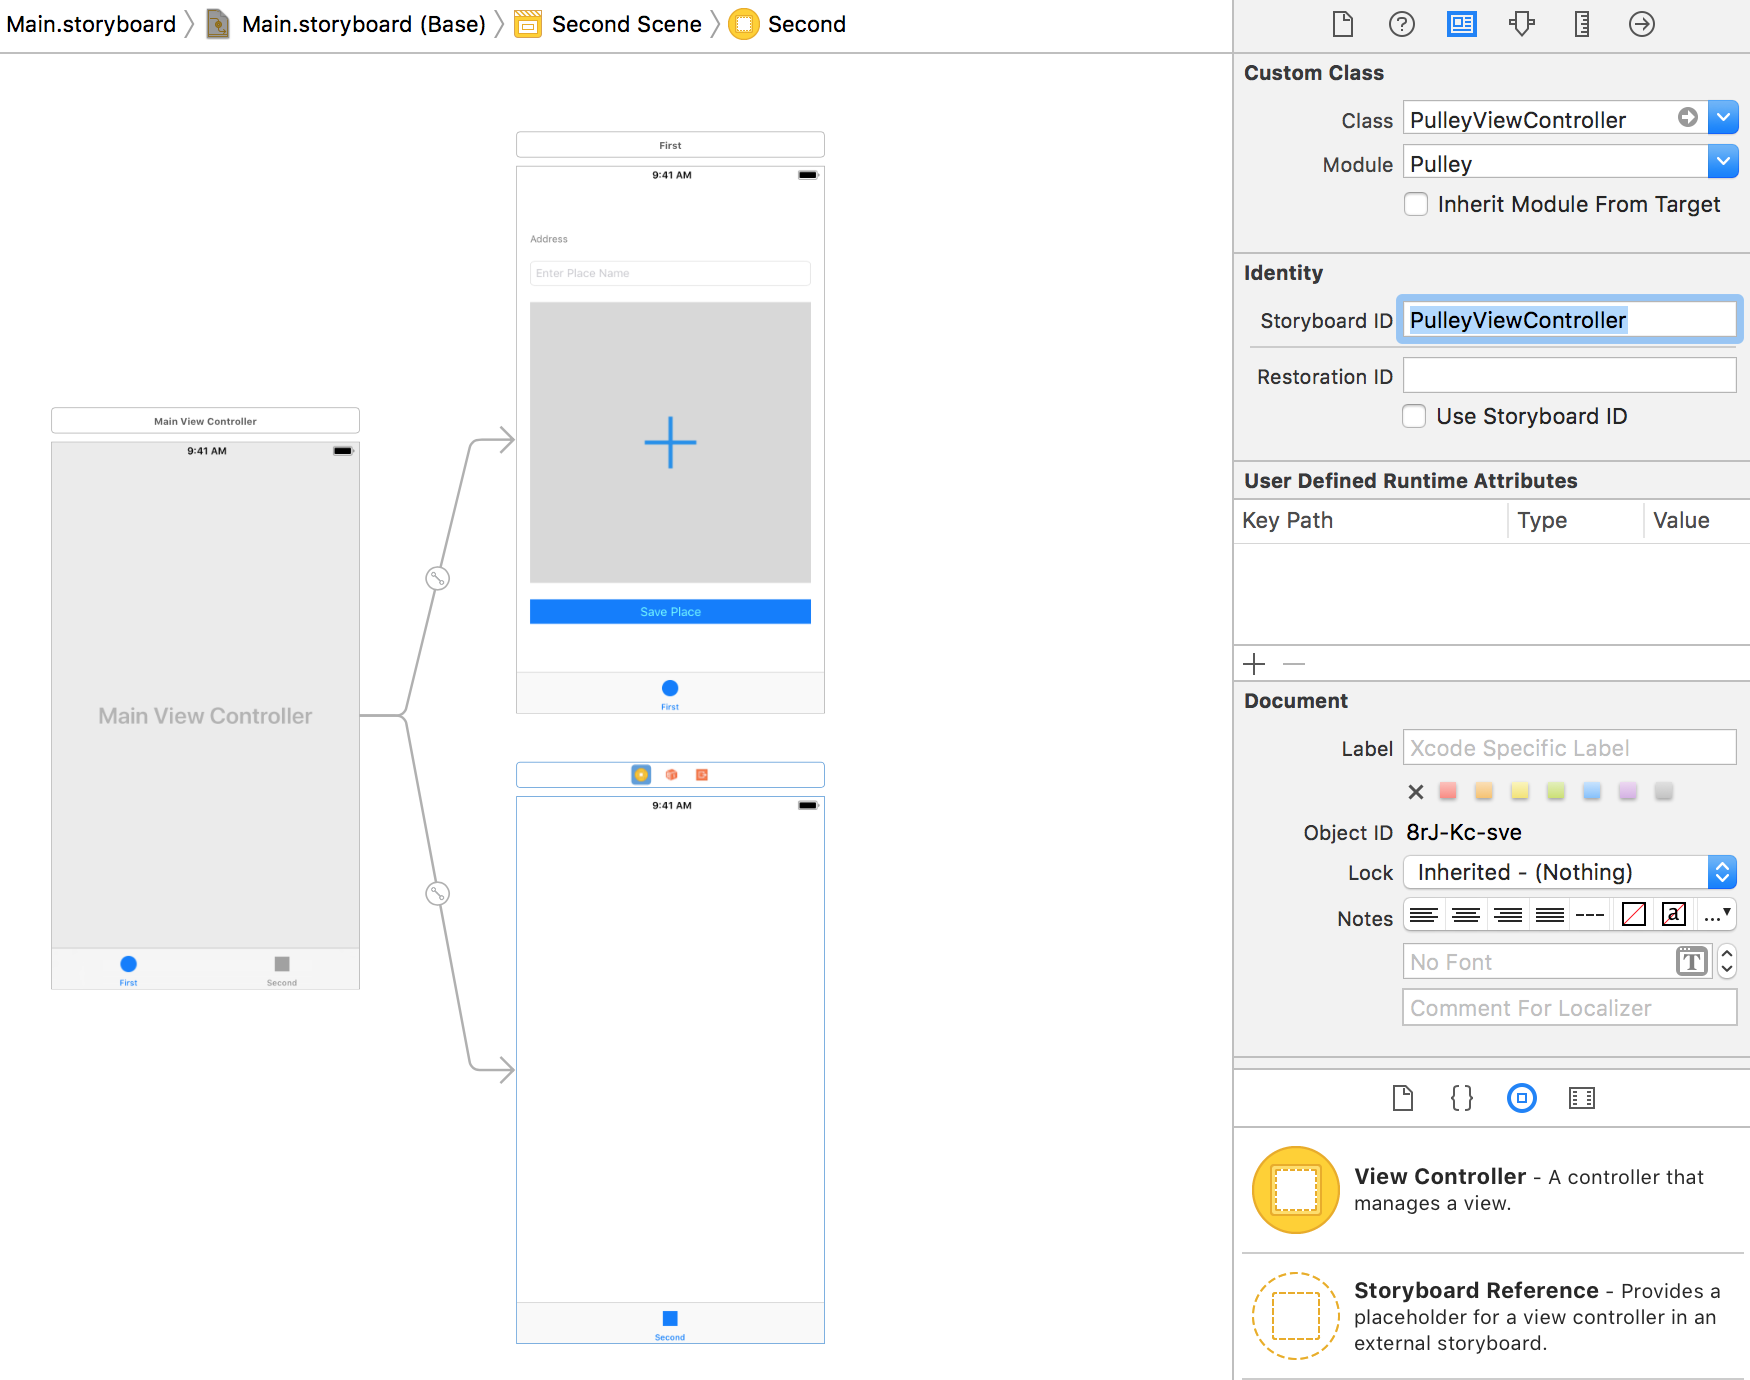 Main.storyboard
Main.storyboard (Base)
Second Scene
Second
First
9:41 AM
Address
Enter Place Name
Save Place
First
Main View Controller
9:41 AM
Main View Controller
First
Second
9:41 AM
Second
Custom Class
Class PulleyViewController
Module Pulley
Inherit Module From Target
Identity
Storyboard ID PulleyViewController
Restoration ID
Use Storyboard ID
User Defined Runtime Attributes
Key Path Type Value
Document
Label Xcode Specific Label
Object ID 8rJ-Kc-sve
Lock Inherited - (Nothing)
Notes
a
...
No Font
T
Comment For Localizer
{}
View Controller - A controller that
manages a view.
Storyboard Reference - Provides a
placeholder for a view controller in an
external storyboard.